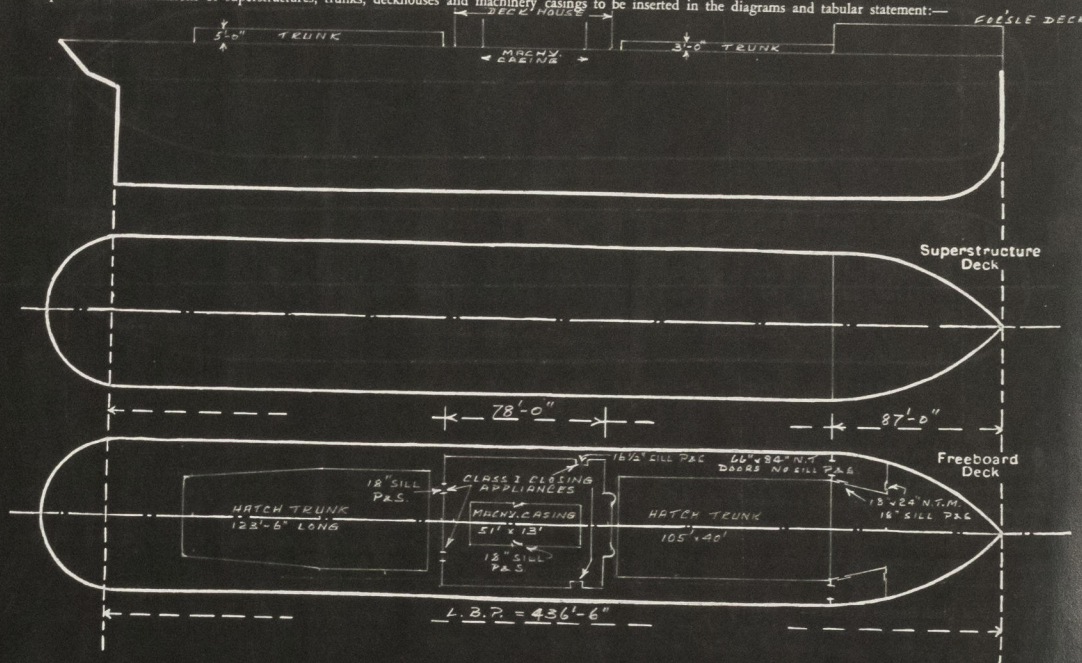 of superstructures, trunks, deckhouses and machinery casings to be inserted in the diagrams and tabular statement:—
DECK HOUSE
FOC'SLE DECK
5'-0" TRUNK
MACHY.
CASING
3'-0" TRUNK
Superstructure
Deck
78'-0"
87'-0"
16½" SILL P&S
66" x 84" N.T.
DOORS NO SILL P&S
Freeboard
Deck
18" SILL
P&S.
CLASS I CLOSING
APPLIANCES
18" x 24" N.T.M.
18" SILL P&S
HATCH TRUNK
123'-6" LONG
MACHY. CASING
51' x 13'
HATCH TRUNK
105' x 40'
18" SILL
P&S.
L.B.P. = 436'-6"